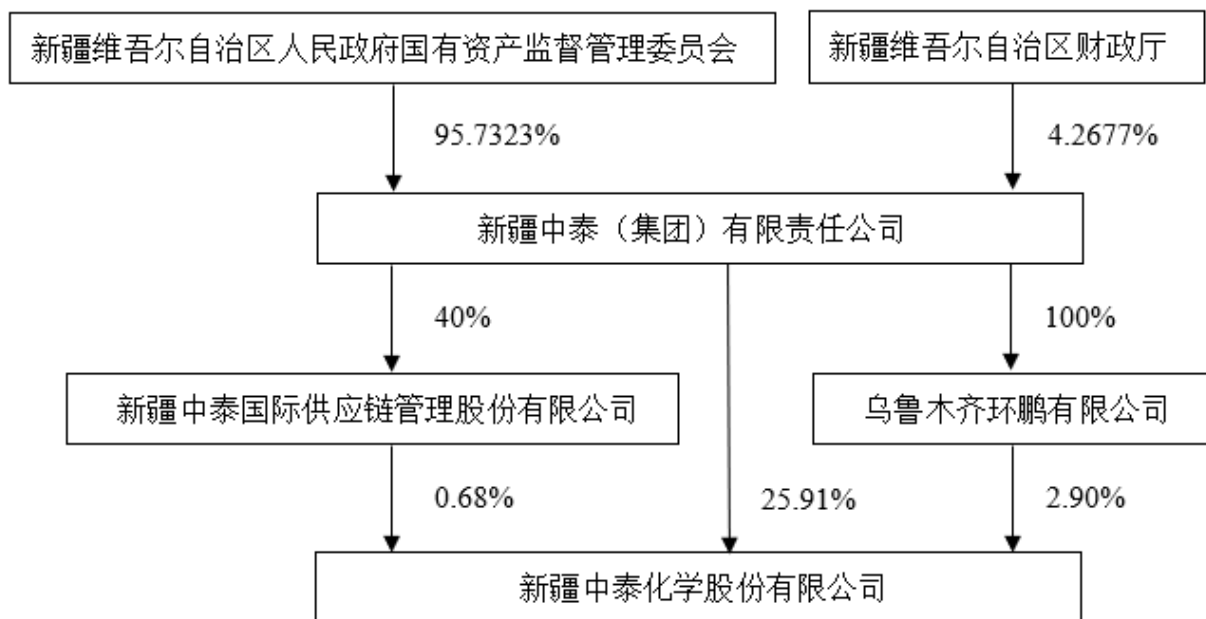 新疆维吾尔自治区人民政府国有资产监督管理委员会
新疆维吾尔自治区财政厅
95.7323%
4.2677%
新疆中泰（集团）有限责任公司
40%
100%
新疆中泰国际供应链管理股份有限公司
乌鲁木齐环鹏有限公司
0.68%
25.91%
2.90%
新疆中泰化学股份有限公司